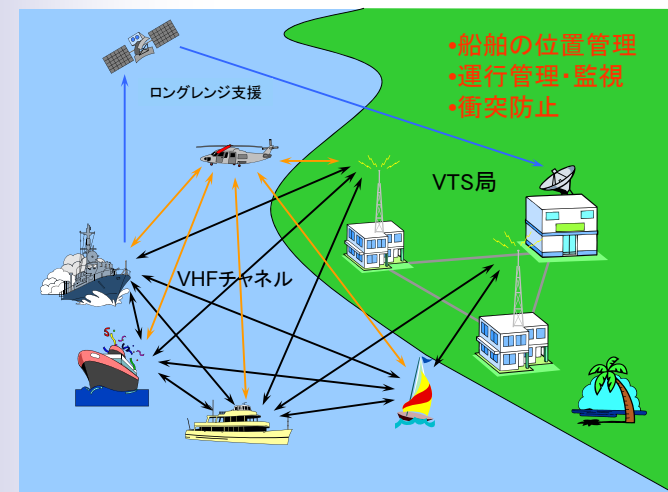 •船舶の位置管理
•運行管理・監視
•衝突防止
ロングレンジ支援
VTS局
VHFチャネル